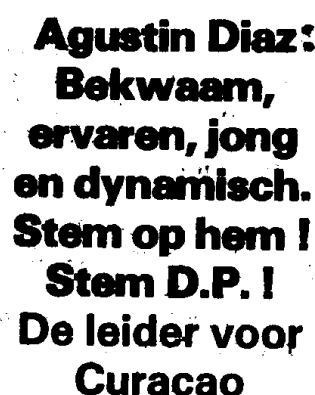 Agustin Diaz:
Bekwaam,
ervaren, jong
en dynamisch.
Stem op hem !
Stem D.P. !
De leider voor
Curacao